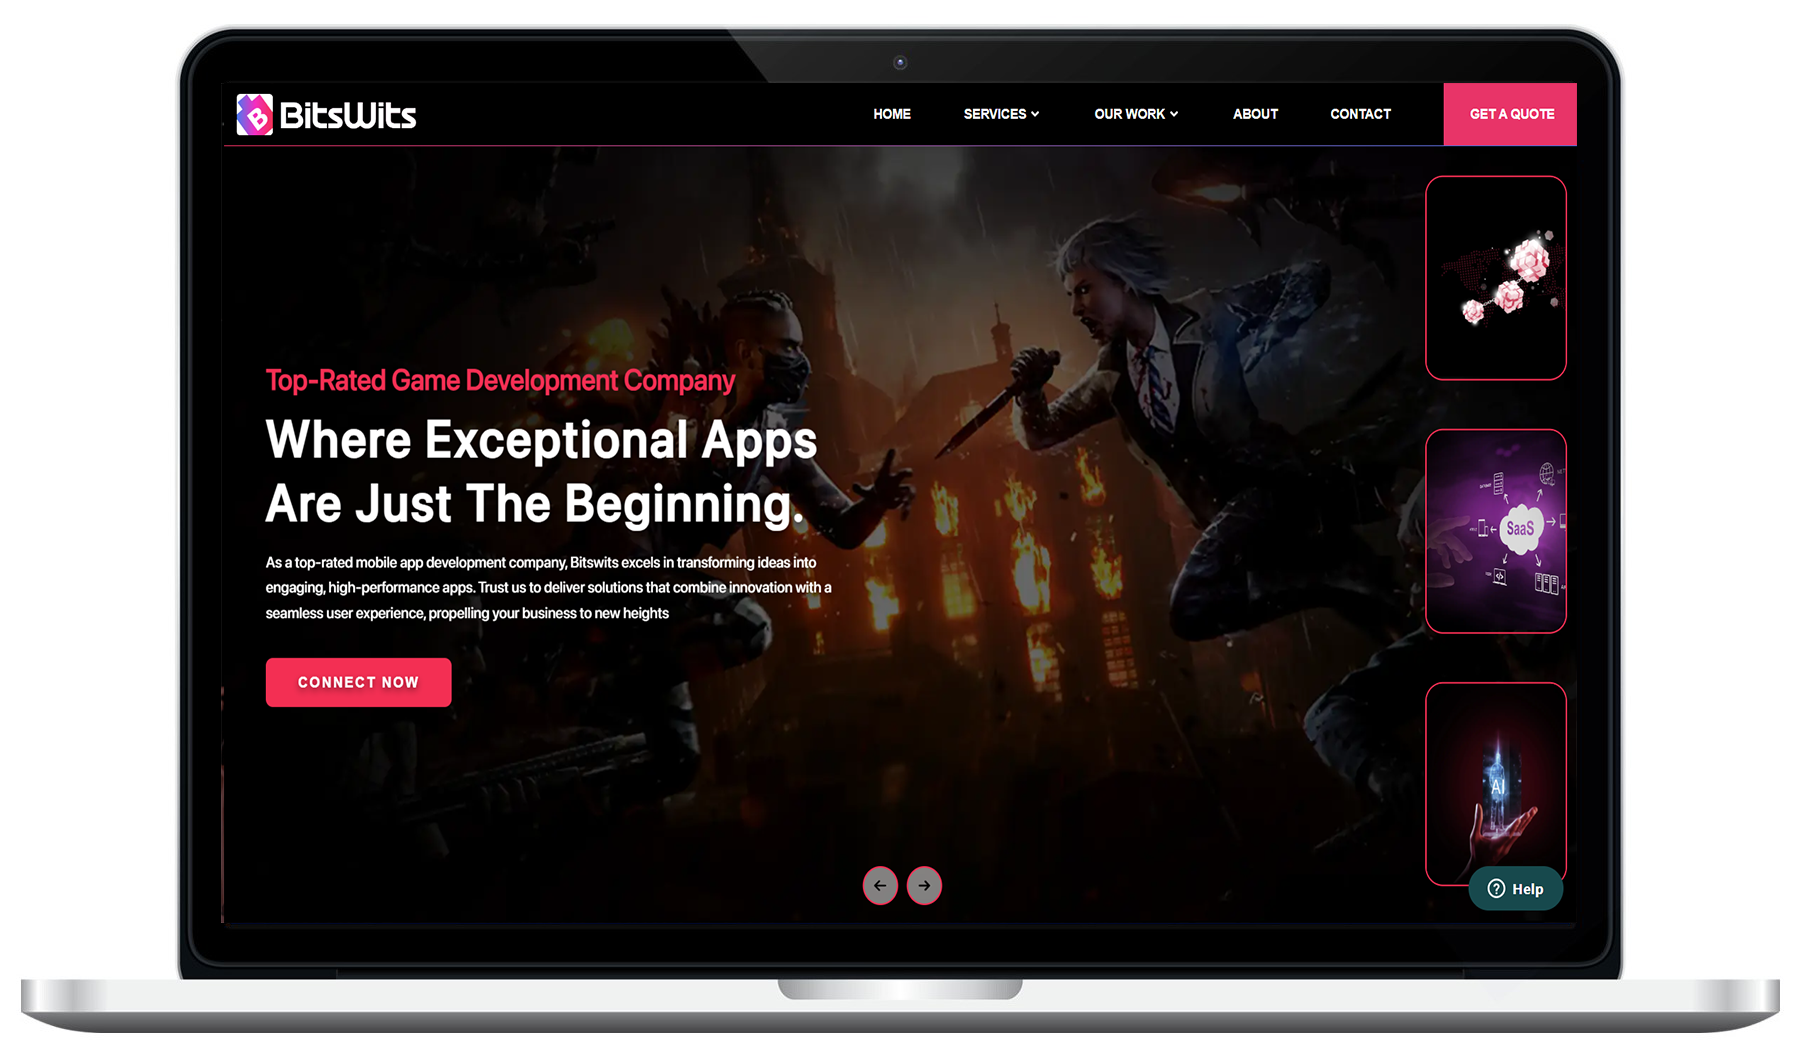 BitsWits
HOME
SERVICES
OUR WORK
ABOUT
CONTACT
GET A QUOTE
Top-Rated Game Development Company
Where Exceptional Apps
Are Just The Beginning.
As a top-rated mobile app development company, Bitswits excels in transforming ideas into
engaging, high-performance apps. Trust us to deliver solutions that combine innovation with a
seamless user experience, propelling your business to new heights
CONNECT NOW
SaaS
AI
Help